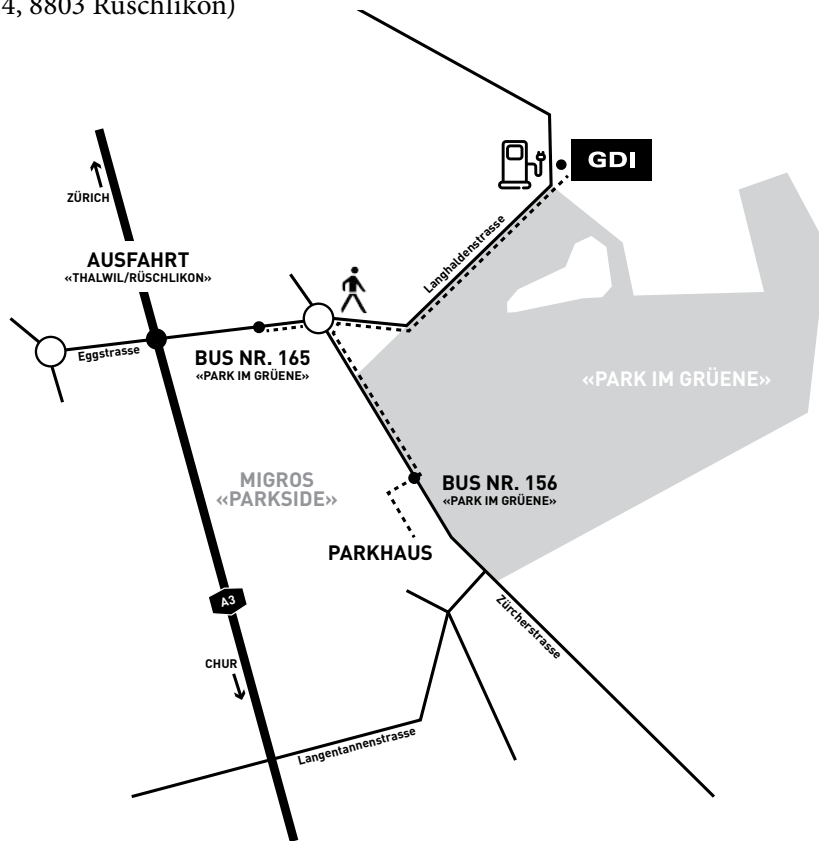 4, 8803 Rüschlikon)
GDI
ZÜRICH
Langhaldenstrasse
AUSFAHRT
«THALWIL/RÜSCHLIKON»
Eggstrasse
BUS NR. 165
«PARK IM GRÜENE»
«PARK IM GRÜENE»
MIGROS
«PARKSIDE»
BUS NR. 156
«PARK IM GRÜENE»
PARKHAUS
A3
Zürcherstrasse
CHUR
Langentannenstrasse